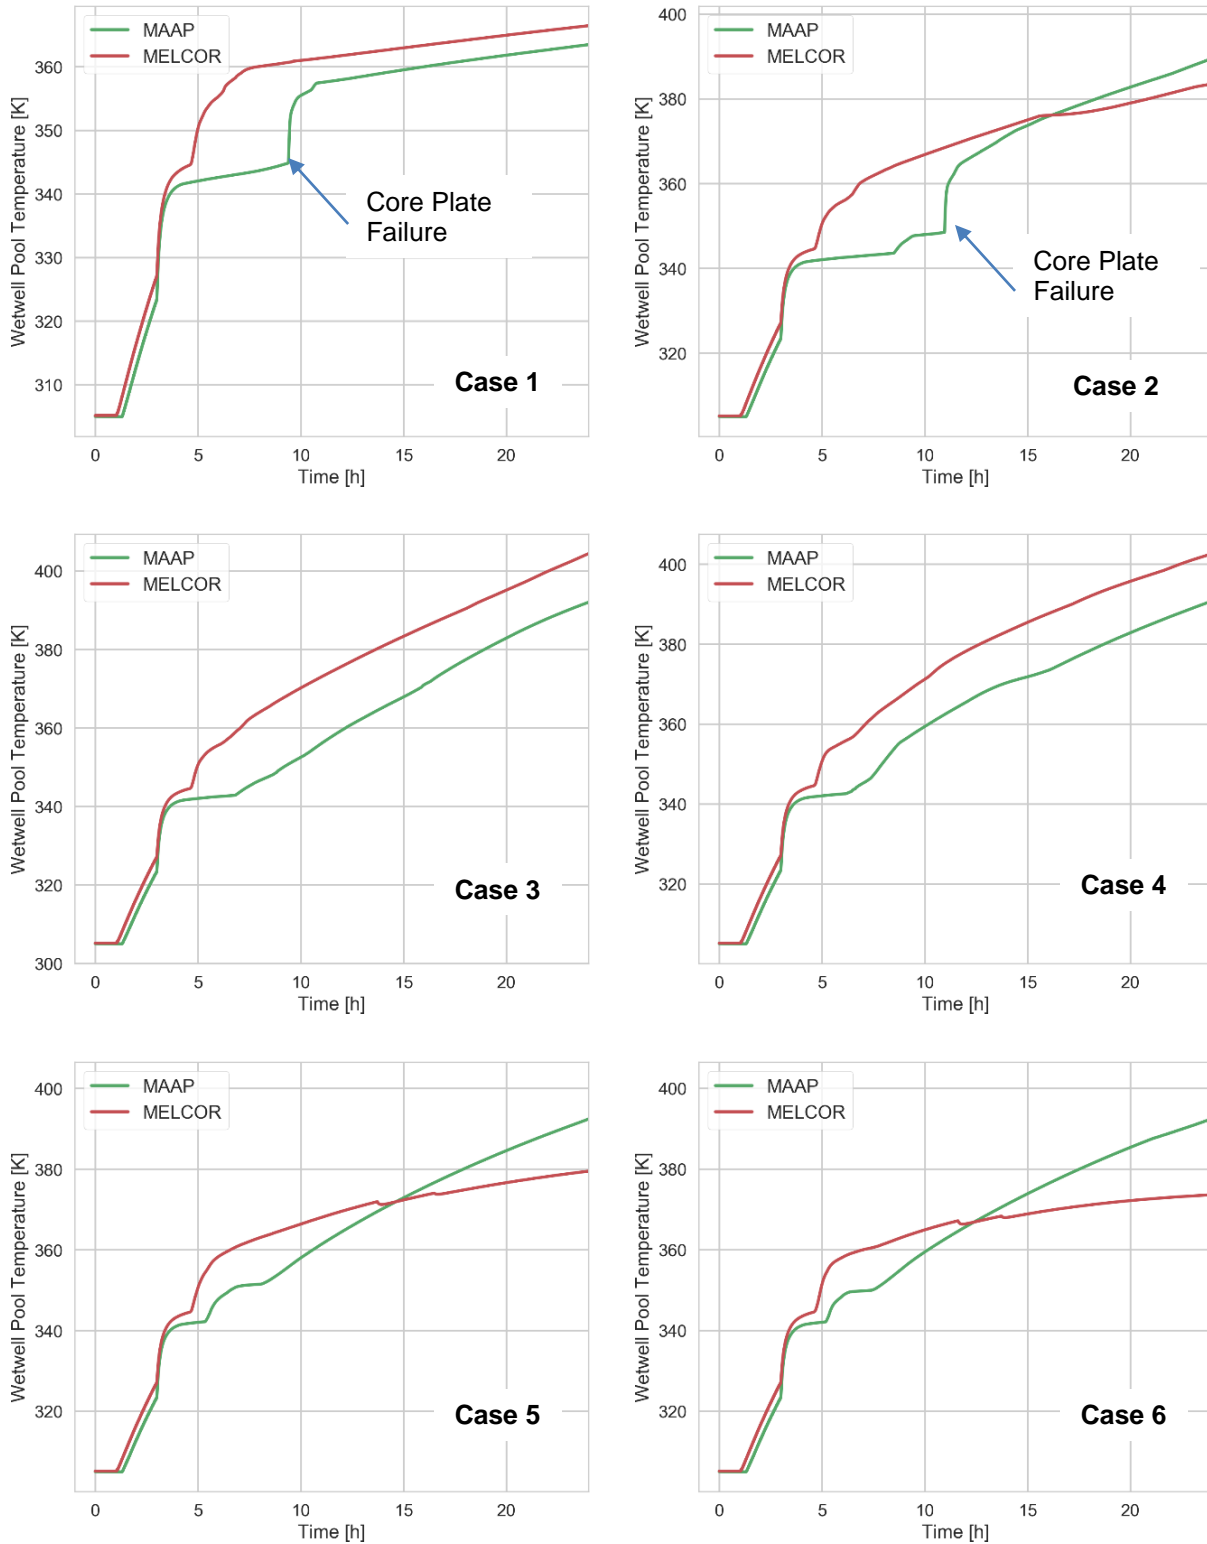 MAAP
MELCOR
360
350
340
330
320
310
Wetwell Pool Temperature [K]
Core Plate
Failure
Case 1
0 5 10 15 20
Time [h]
400
MAAP
MELCOR
380
360
340
320
Wetwell Pool Temperature [K]
Core Plate
Failure
Case 2
0 5 10 15 20
Time [h]
MAAP
MELCOR
400
380
360
340
320
300
Wetwell Pool Temperature [K]
Case 3
0 5 10 15 20
Time [h]
MAAP
MELCOR
400
380
360
340
320
Wetwell Pool Temperature [K]
Case 4
0 5 10 15 20
Time [h]
MAAP
MELCOR
400
380
360
340
320
Wetwell Pool Temperature [K]
Case 5
0 5 10 15 20
Time [h]
MAAP
MELCOR
400
380
360
340
320
Wetwell Pool Temperature [K]
Case 6
0 5 10 15 20
Time [h]